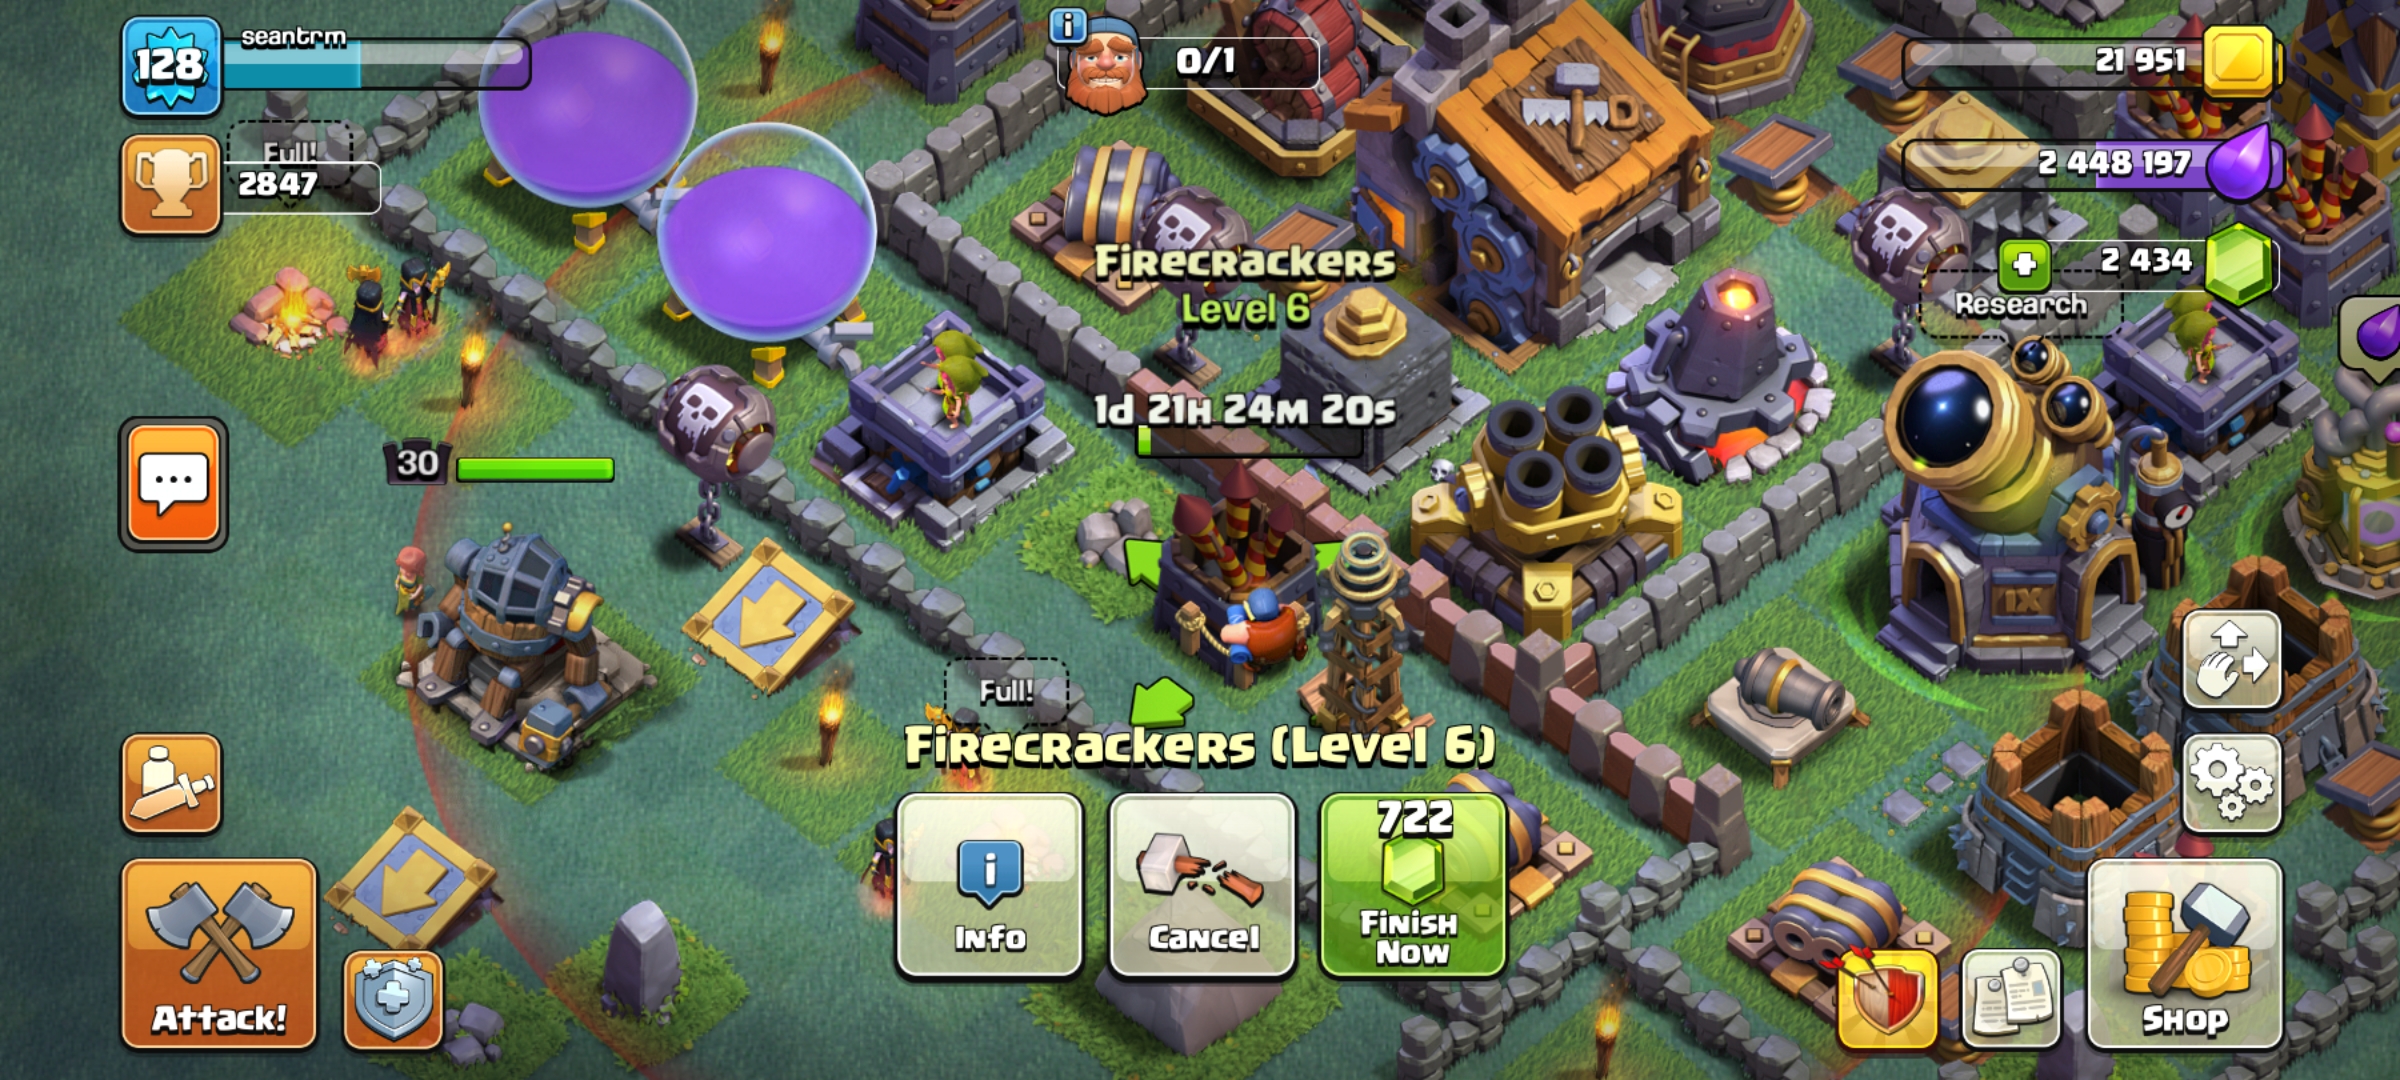 128
seantrm
0/1
21 951
Full!
2847
2 448 197
2 434
Firecrackers
Level 6
Research
1d 21H 24M 20s
30
IX
Full!
Firecrackers (Level 6)
Info
Cancel
722
Finish
Now
Attack!
Shop